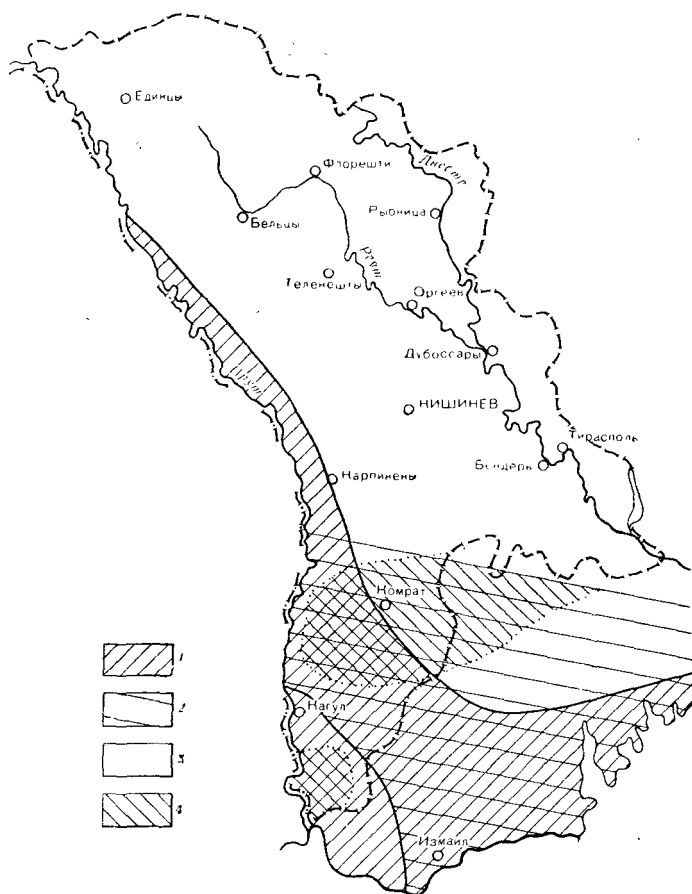 Единцы
Флорешти
Днестр
Рыбница
Бельцы
Реут
Теленешты
Оргеев
Дубоссары
Прут
КИШИНЕВ
Тирасполь
Бендеры
Карпинены
Комрат
1
2
Кагул
3
4
Измаил